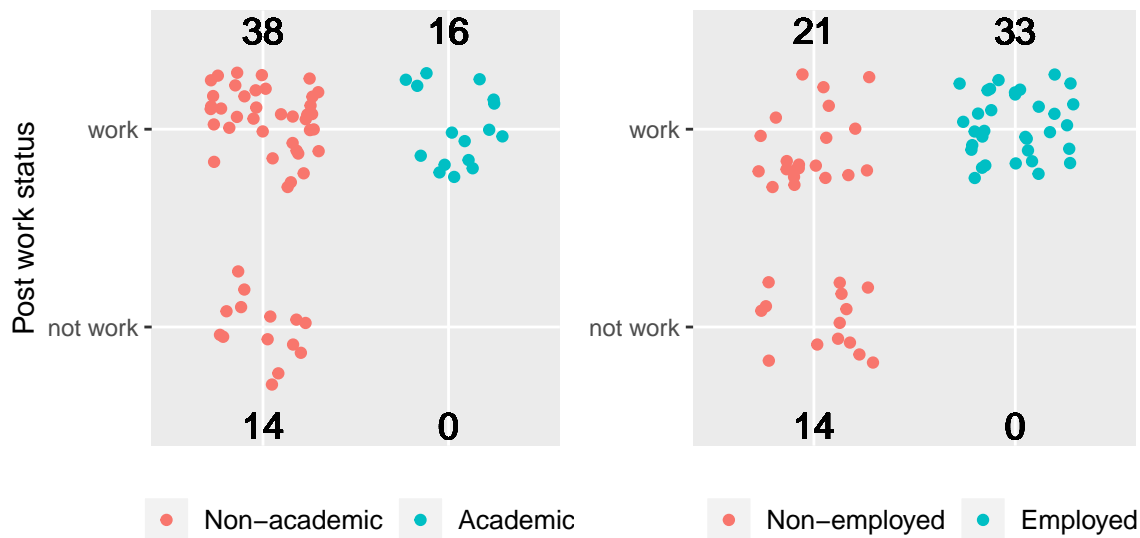 38 16
21 33
Post work status
work
not work
work
not work
14 0
14 0
Non−academic Academic
Non−employed Employed